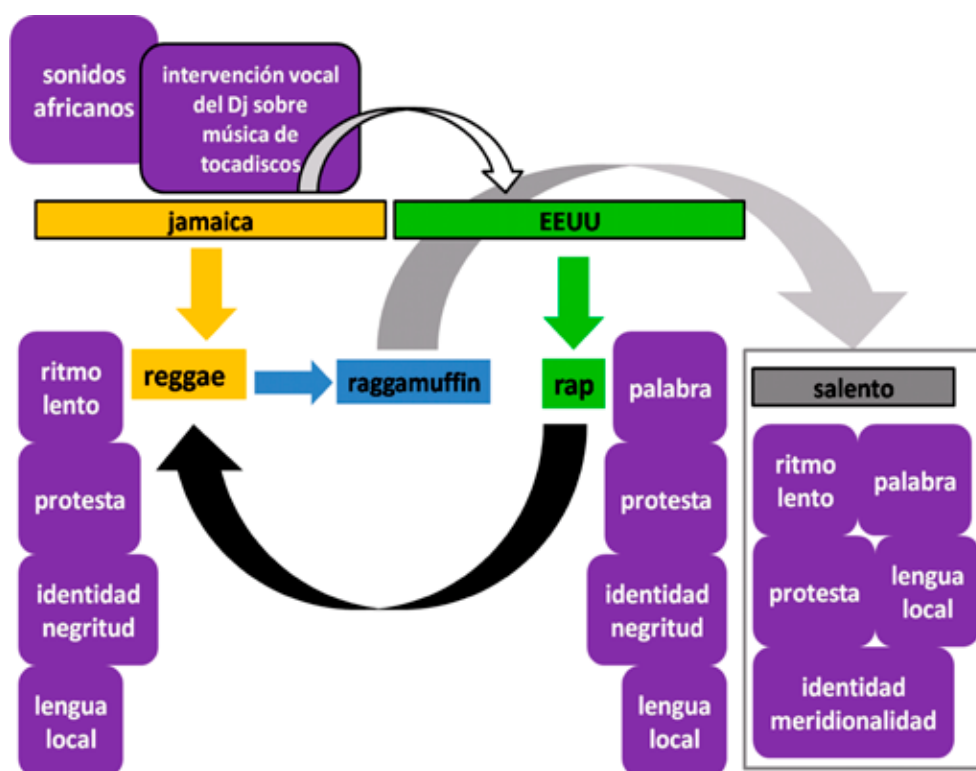 sonidos
africanos
intervención vocal
del Dj sobre
música de
tocadiscos
jamaica
EEUU
reggae
raggamuffin
rap
ritmo
lento
protesta
identidad
negritud
lengua
local
palabra
protesta
identidad
negritud
lengua
local
salento
ritmo
lento
palabra
protesta
lengua
local
identidad
meridionalidad